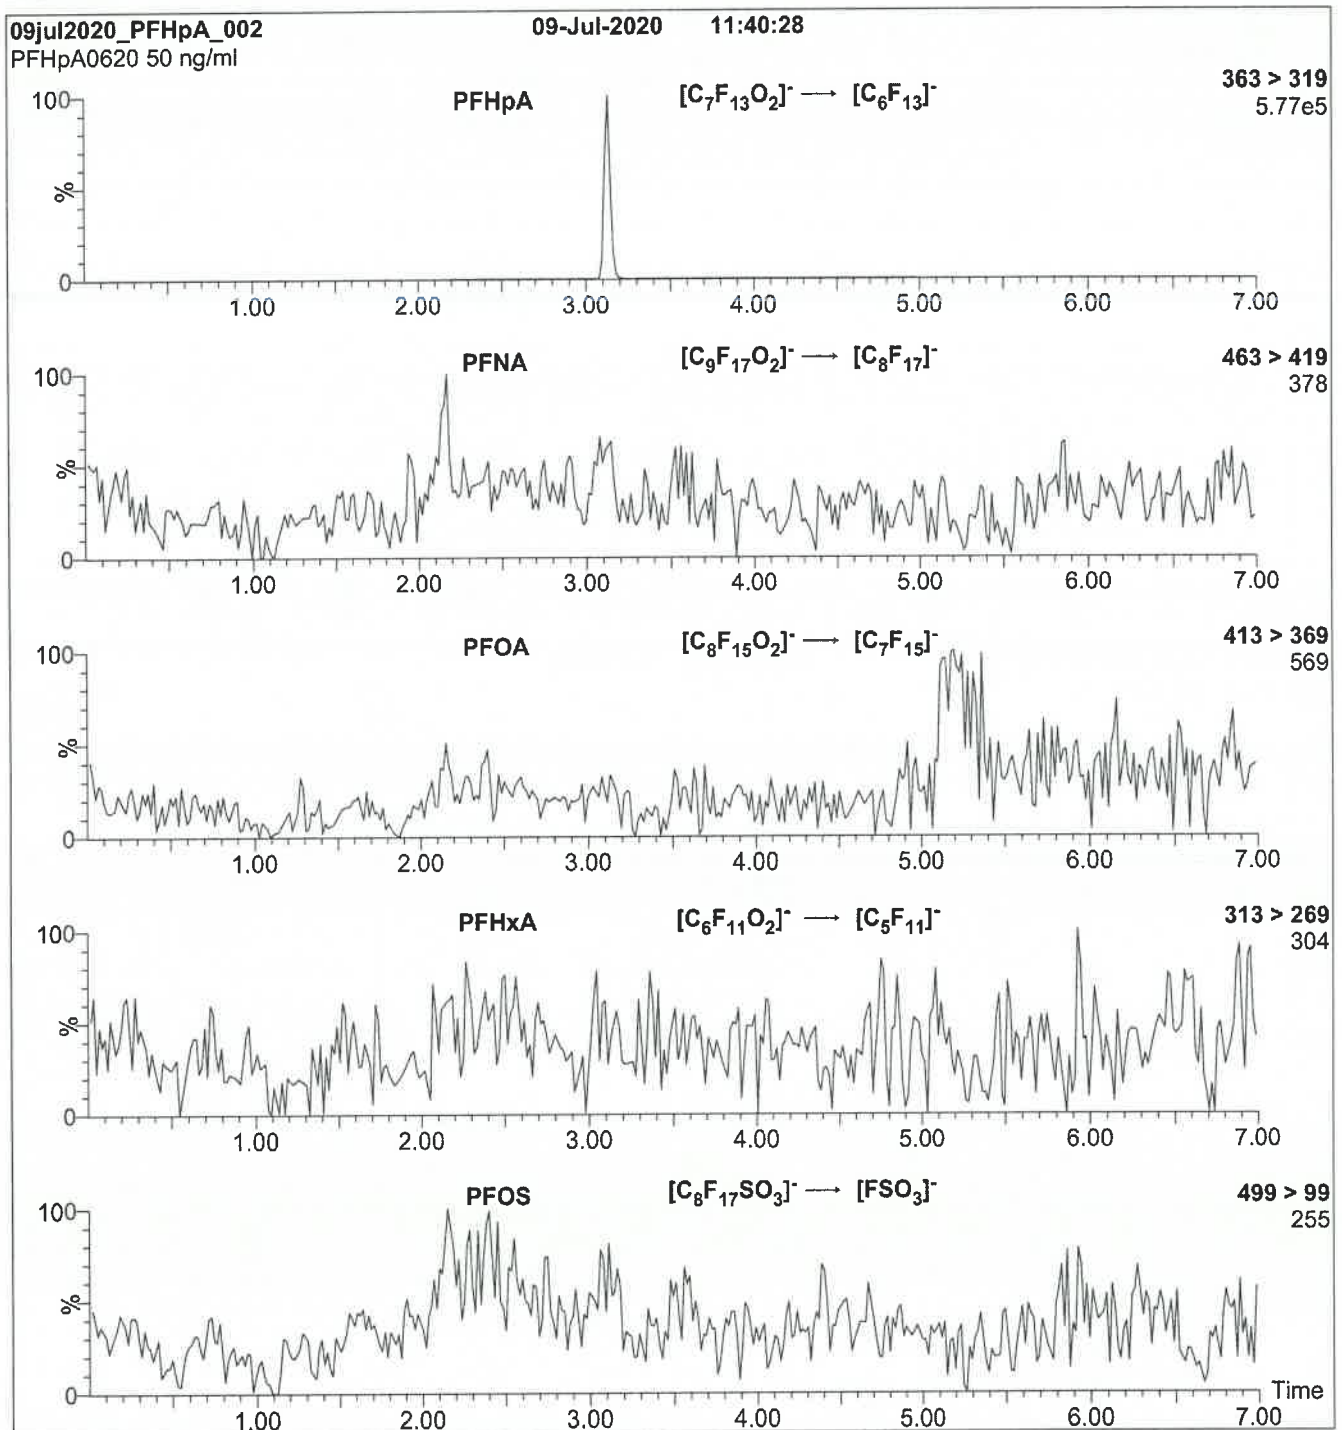 09jul2020_PFHpA_002 09-Jul-2020 11:40:28
PFHpA0620 50 ng/ml
PFHpA [C₇F₁₃O₂]⁻ → [C₆F₁₃]⁻ 363 > 319
5.77e5
100
%
0
1.00 2.00 3.00 4.00 5.00 6.00 7.00
PFNA [C₉F₁₇O₂]⁻ → [C₈F₁₇]⁻ 463 > 419
378
100
%
0
1.00 2.00 3.00 4.00 5.00 6.00 7.00
PFOA [C₈F₁₅O₂]⁻ → [C₇F₁₅]⁻ 413 > 369
569
100
%
0
1.00 2.00 3.00 4.00 5.00 6.00 7.00
PFHxA [C₆F₁₁O₂]⁻ → [C₅F₁₁]⁻ 313 > 269
304
100
%
0
1.00 2.00 3.00 4.00 5.00 6.00 7.00
PFOS [C₈F₁₇SO₃]⁻ → [FSO₃]⁻ 499 > 99
255
100
%
0
Time
1.00 2.00 3.00 4.00 5.00 6.00 7.00